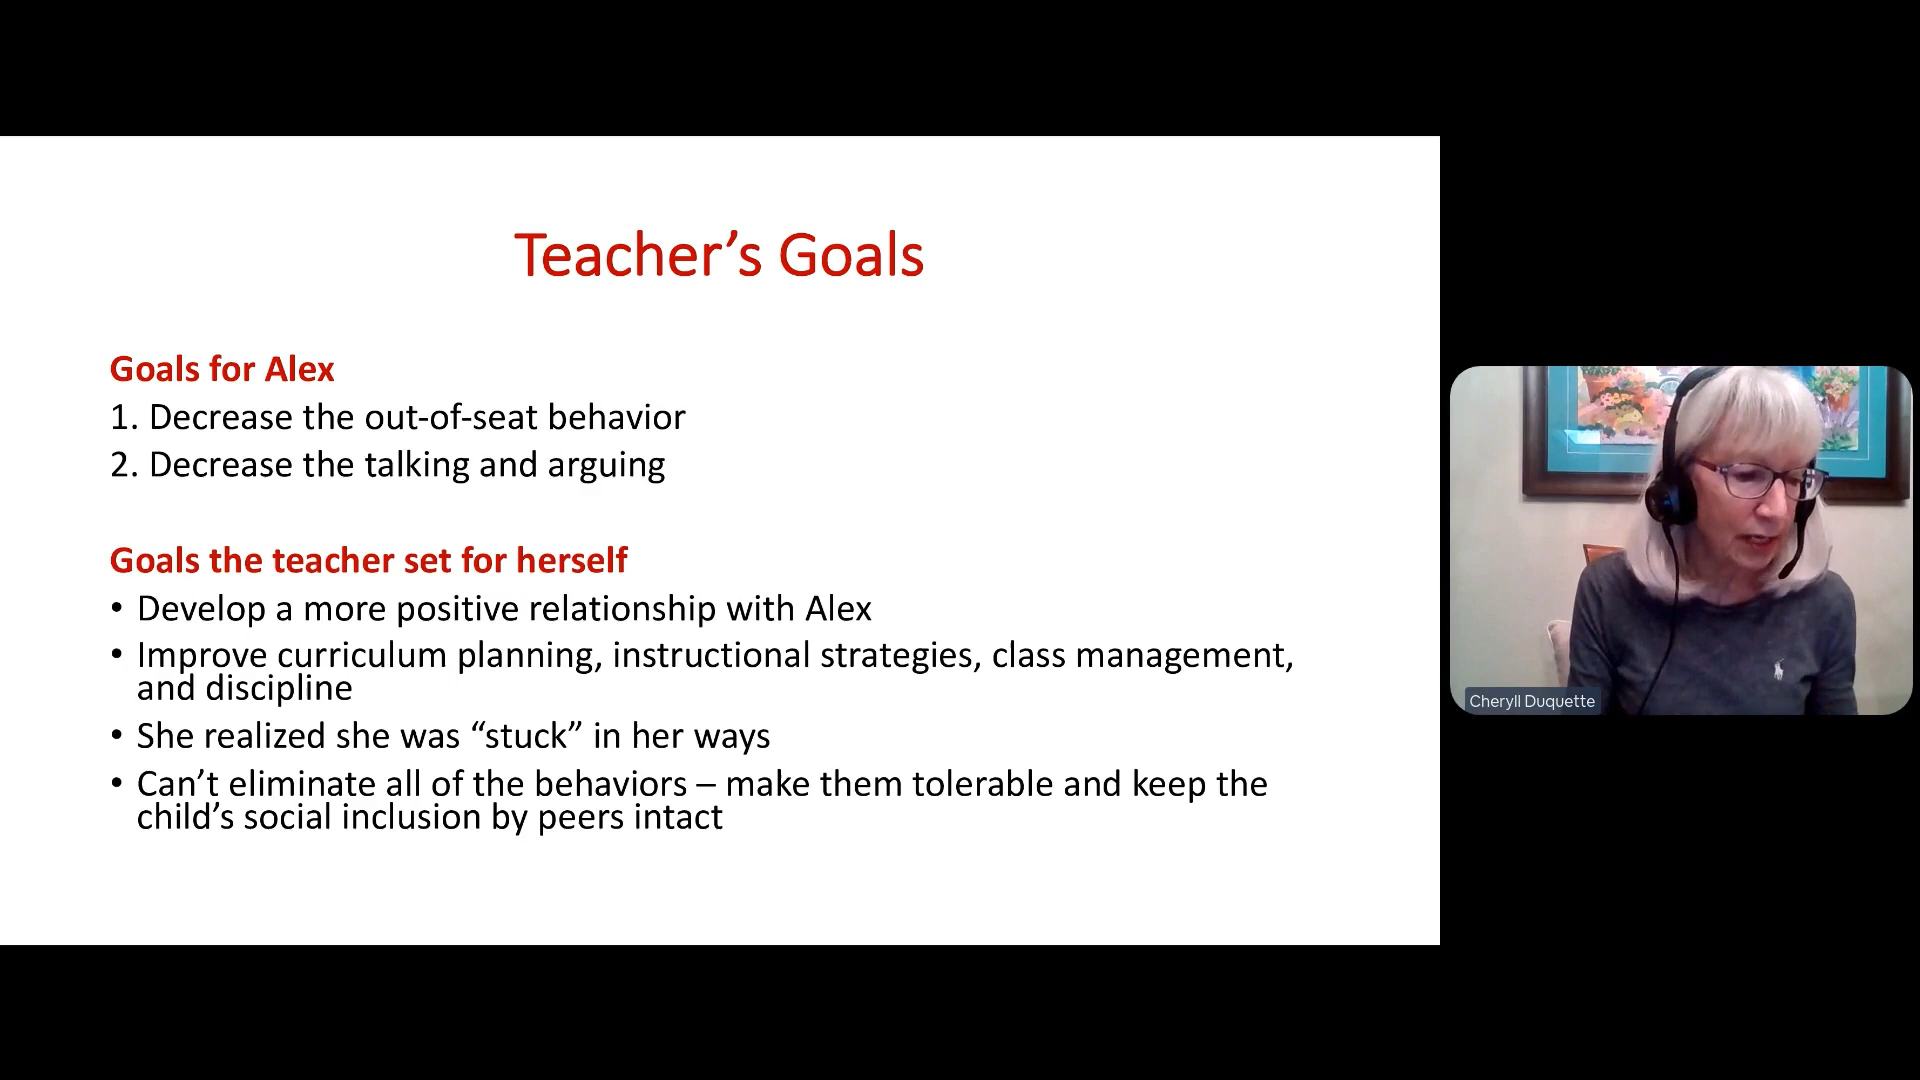 Teacher’s Goals
Goals for Alex
1. Decrease the out-of-seat behavior
2. Decrease the talking and arguing
Goals the teacher set for herself
• Develop a more positive relationship with Alex
• Improve curriculum planning, instructional strategies, class management,
and discipline
• She realized she was “stuck” in her ways
• Can’t eliminate all of the behaviors – make them tolerable and keep the
child’s social inclusion by peers intact
Cheryll Duquette